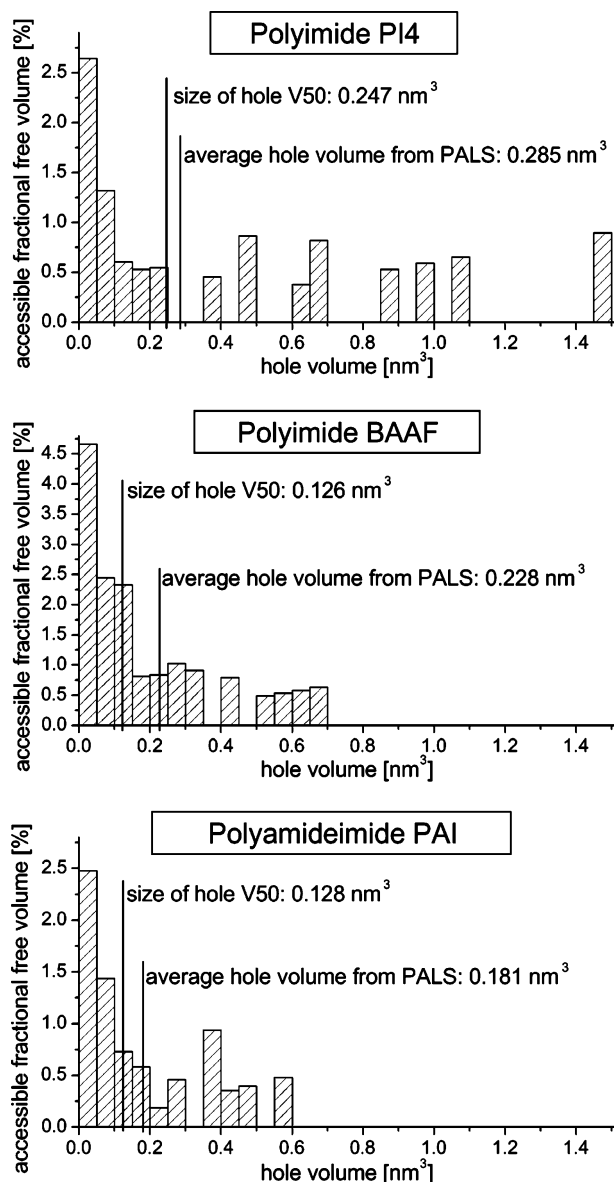 Polyimide PI4
accessible fractional free volume [%]
2.5
2.0
1.5
1.0
0.5
0.0
size of hole V50: 0.247 nm³
average hole volume from PALS: 0.285 nm³
0.0 0.2 0.4 0.6 0.8 1.0 1.2 1.4
hole volume [nm³]
Polyimide BAAF
accessible fractional free volume [%]
4.5
4.0
3.5
3.0
2.5
2.0
1.5
1.0
0.5
0.0
size of hole V50: 0.126 nm³
average hole volume from PALS: 0.228 nm³
0.0 0.2 0.4 0.6 0.8 1.0 1.2 1.4
hole volume [nm³]
Polyamideimide PAI
accessible fractional free volume [%]
2.5
2.0
1.5
1.0
0.5
0.0
size of hole V50: 0.128 nm³
average hole volume from PALS: 0.181 nm³
0.0 0.2 0.4 0.6 0.8 1.0 1.2 1.4
hole volume [nm³]